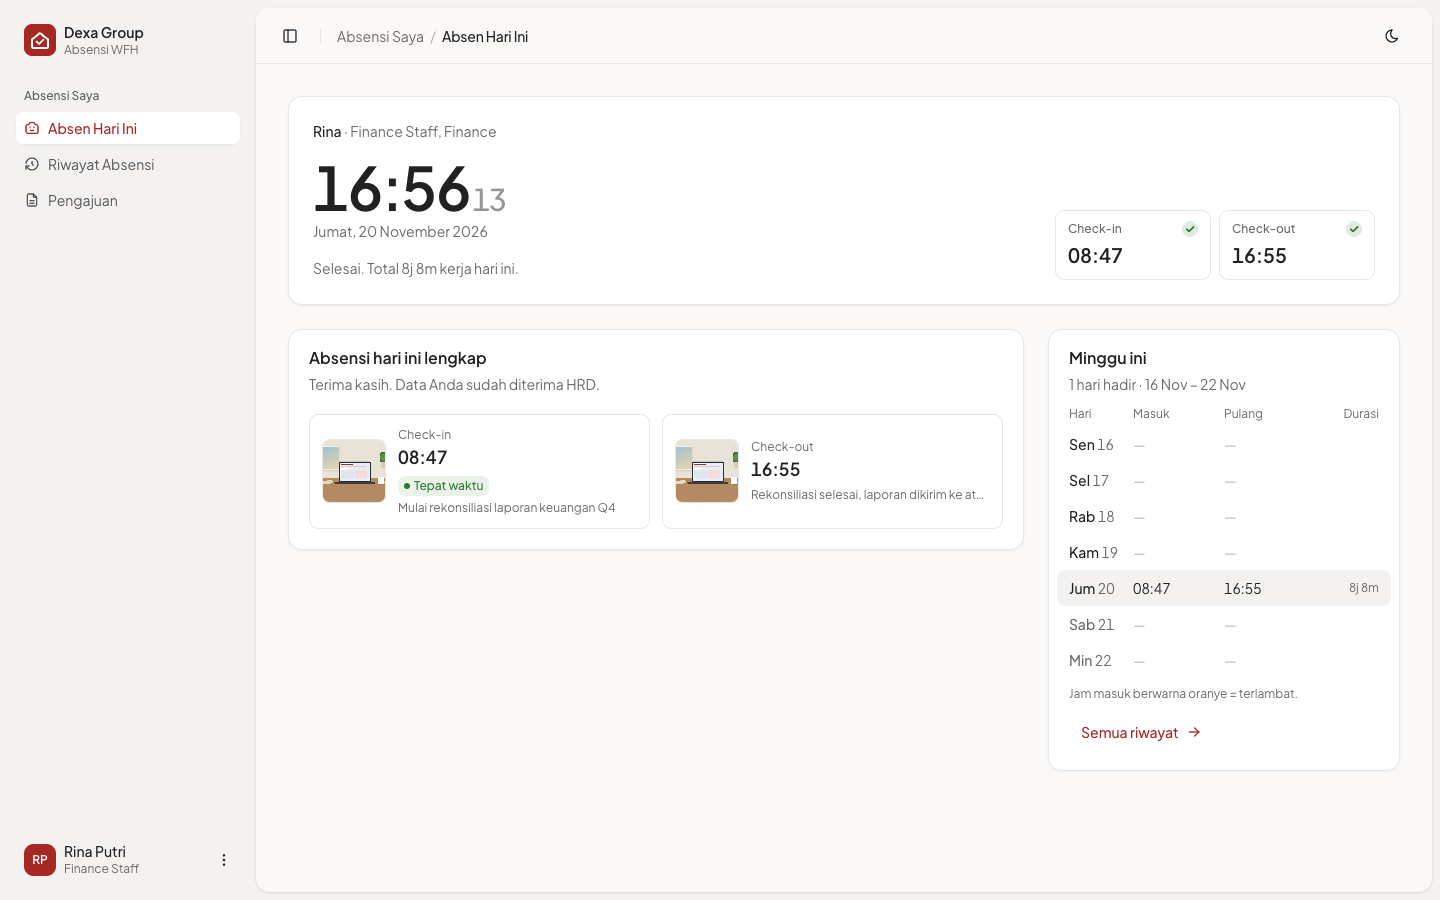 Dexa Group
Absensi WFH
Absensi Saya
Absen Hari Ini
Riwayat Absensi
Pengajuan
RP
Rina Putri
Finance Staff
Absensi Saya / Absen Hari Ini
Rina · Finance Staff, Finance
16:56 13
Jumat, 20 November 2026
Selesai. Total 8j 8m kerja hari ini.
Check-in
08:47
Check-out
16:55
Absensi hari ini lengkap
Terima kasih. Data Anda sudah diterima HRD.
Check-in
08:47
Tepat waktu
Mulai rekonsiliasi laporan keuangan Q4
Check-out
16:55
Rekonsiliasi selesai, laporan dikirim ke at...
Minggu ini
1 hari hadir · 16 Nov – 22 Nov
Hari Masuk Pulang Durasi
Sen 16 — —
Sel 17 — —
Rab 18 — —
Kam 19 — —
Jum 20 08:47 16:55 8j 8m
Sab 21 — —
Min 22 — —
Jam masuk berwarna oranye = terlambat.
Semua riwayat →